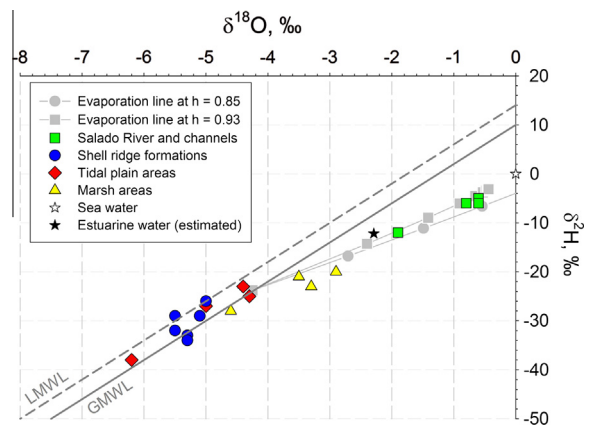 δ¹⁸O, ‰
-8 -7 -6 -5 -4 -3 -2 -1 0
20
10
0
-10
-20
-30
-40
-50
δ²H, ‰
Evaporation line at h = 0.85
Evaporation line at h = 0.93
Salado River and channels
Shell ridge formations
Tidal plain areas
Marsh areas
Sea water
Estuarine water (estimated)
LMWL
GMWL